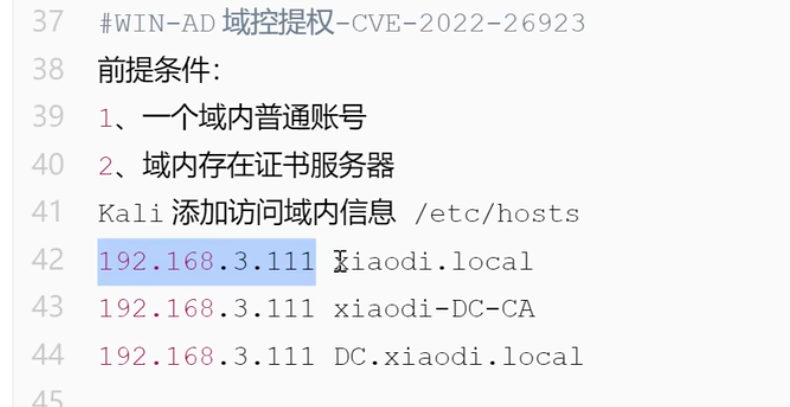 37 #WIN-AD 域控提权-CVE-2022-26923
38 前提条件：
39 1、一个域内普通账号
40 2、域内存在证书服务器
41 Kali 添加访问域内信息 /etc/hosts
42 192.168.3.111 xiaodi.local
43 192.168.3.111 xiaodi-DC-CA
44 192.168.3.111 DC.xiaodi.local
45